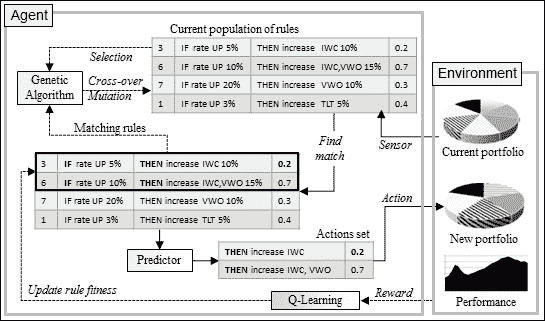 Agent
Current population of rules
3 IF rate UP 5% THEN increase IWC 10% 0.2
6 IF rate UP 10% THEN increase IWC,VWO 15% 0.7
7 IF rate UP 20% THEN increase VWO 10% 0.3
1 IF rate UP 3% THEN increase TLT 5% 0.4
Selection
Genetic
Algorithm
Cross-over
Mutation
Matching rules
Find
match
3 IF rate UP 5% THEN increase IWC 10% 0.2
6 IF rate UP 10% THEN increase IWC,VWO 15% 0.7
7 IF rate UP 20% THEN increase VWO 10% 0.3
1 IF rate UP 3% THEN increase TLT 5% 0.4
Predictor
Actions set
THEN increase IWC 0.2
THEN increase IWC, VWO 0.7
Update rule fitness
Q-Learning
Reward
Sensor
Action
Environment
Current portfolio
New portfolio
Performance